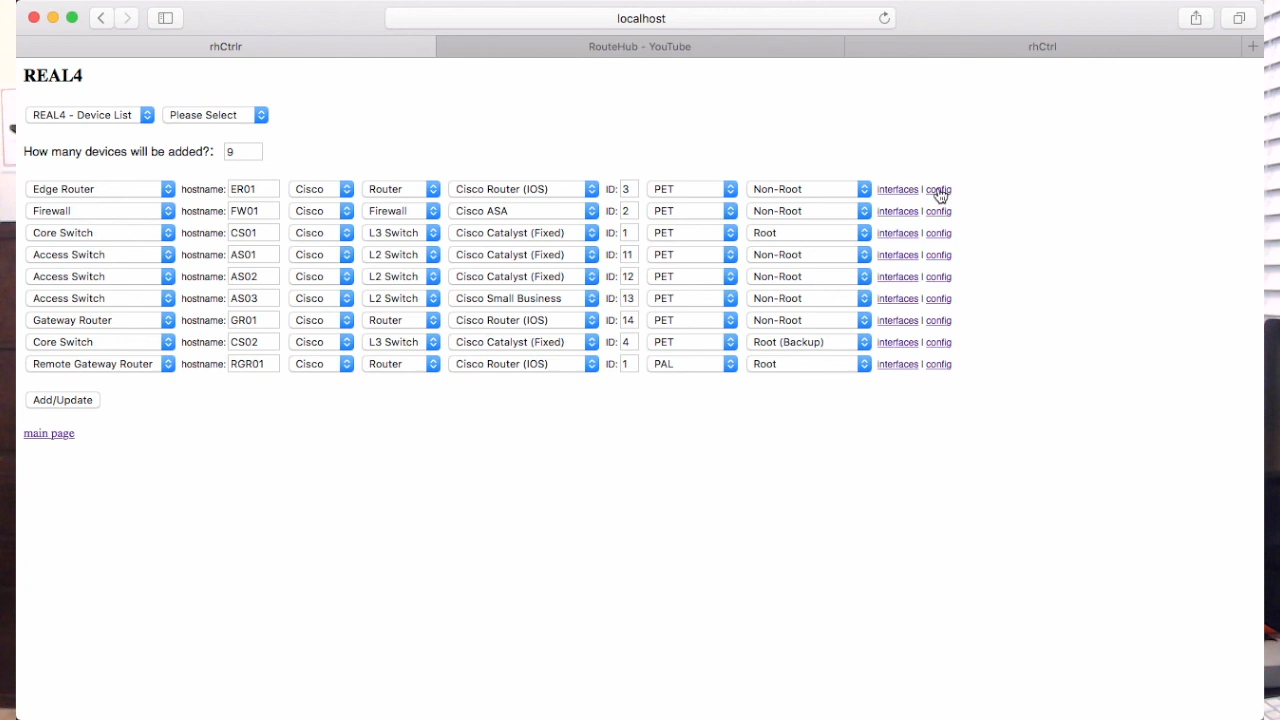 localhost
rhCtrlr
RouteHub - YouTube
rhCtrl
REAL4
REAL4 - Device List Please Select
How many devices will be added?: 9
Edge Router hostname: ER01 Cisco Router Cisco Router (IOS) ID: 3 PET Non-Root interfaces | config
Firewall hostname: FW01 Cisco Firewall Cisco ASA ID: 2 PET Non-Root interfaces | config
Core Switch hostname: CS01 Cisco L3 Switch Cisco Catalyst (Fixed) ID: 1 PET Root interfaces | config
Access Switch hostname: AS01 Cisco L2 Switch Cisco Catalyst (Fixed) ID: 11 PET Non-Root interfaces | config
Access Switch hostname: AS02 Cisco L2 Switch Cisco Catalyst (Fixed) ID: 12 PET Non-Root interfaces | config
Access Switch hostname: AS03 Cisco L2 Switch Cisco Small Business ID: 13 PET Non-Root interfaces | config
Gateway Router hostname: GR01 Cisco Router Cisco Router (IOS) ID: 14 PET Non-Root interfaces | config
Core Switch hostname: CS02 Cisco L3 Switch Cisco Catalyst (Fixed) ID: 4 PET Root (Backup) interfaces | config
Remote Gateway Router hostname: RGR01 Cisco Router Cisco Router (IOS) ID: 1 PAL Root interfaces | config
Add/Update
main page